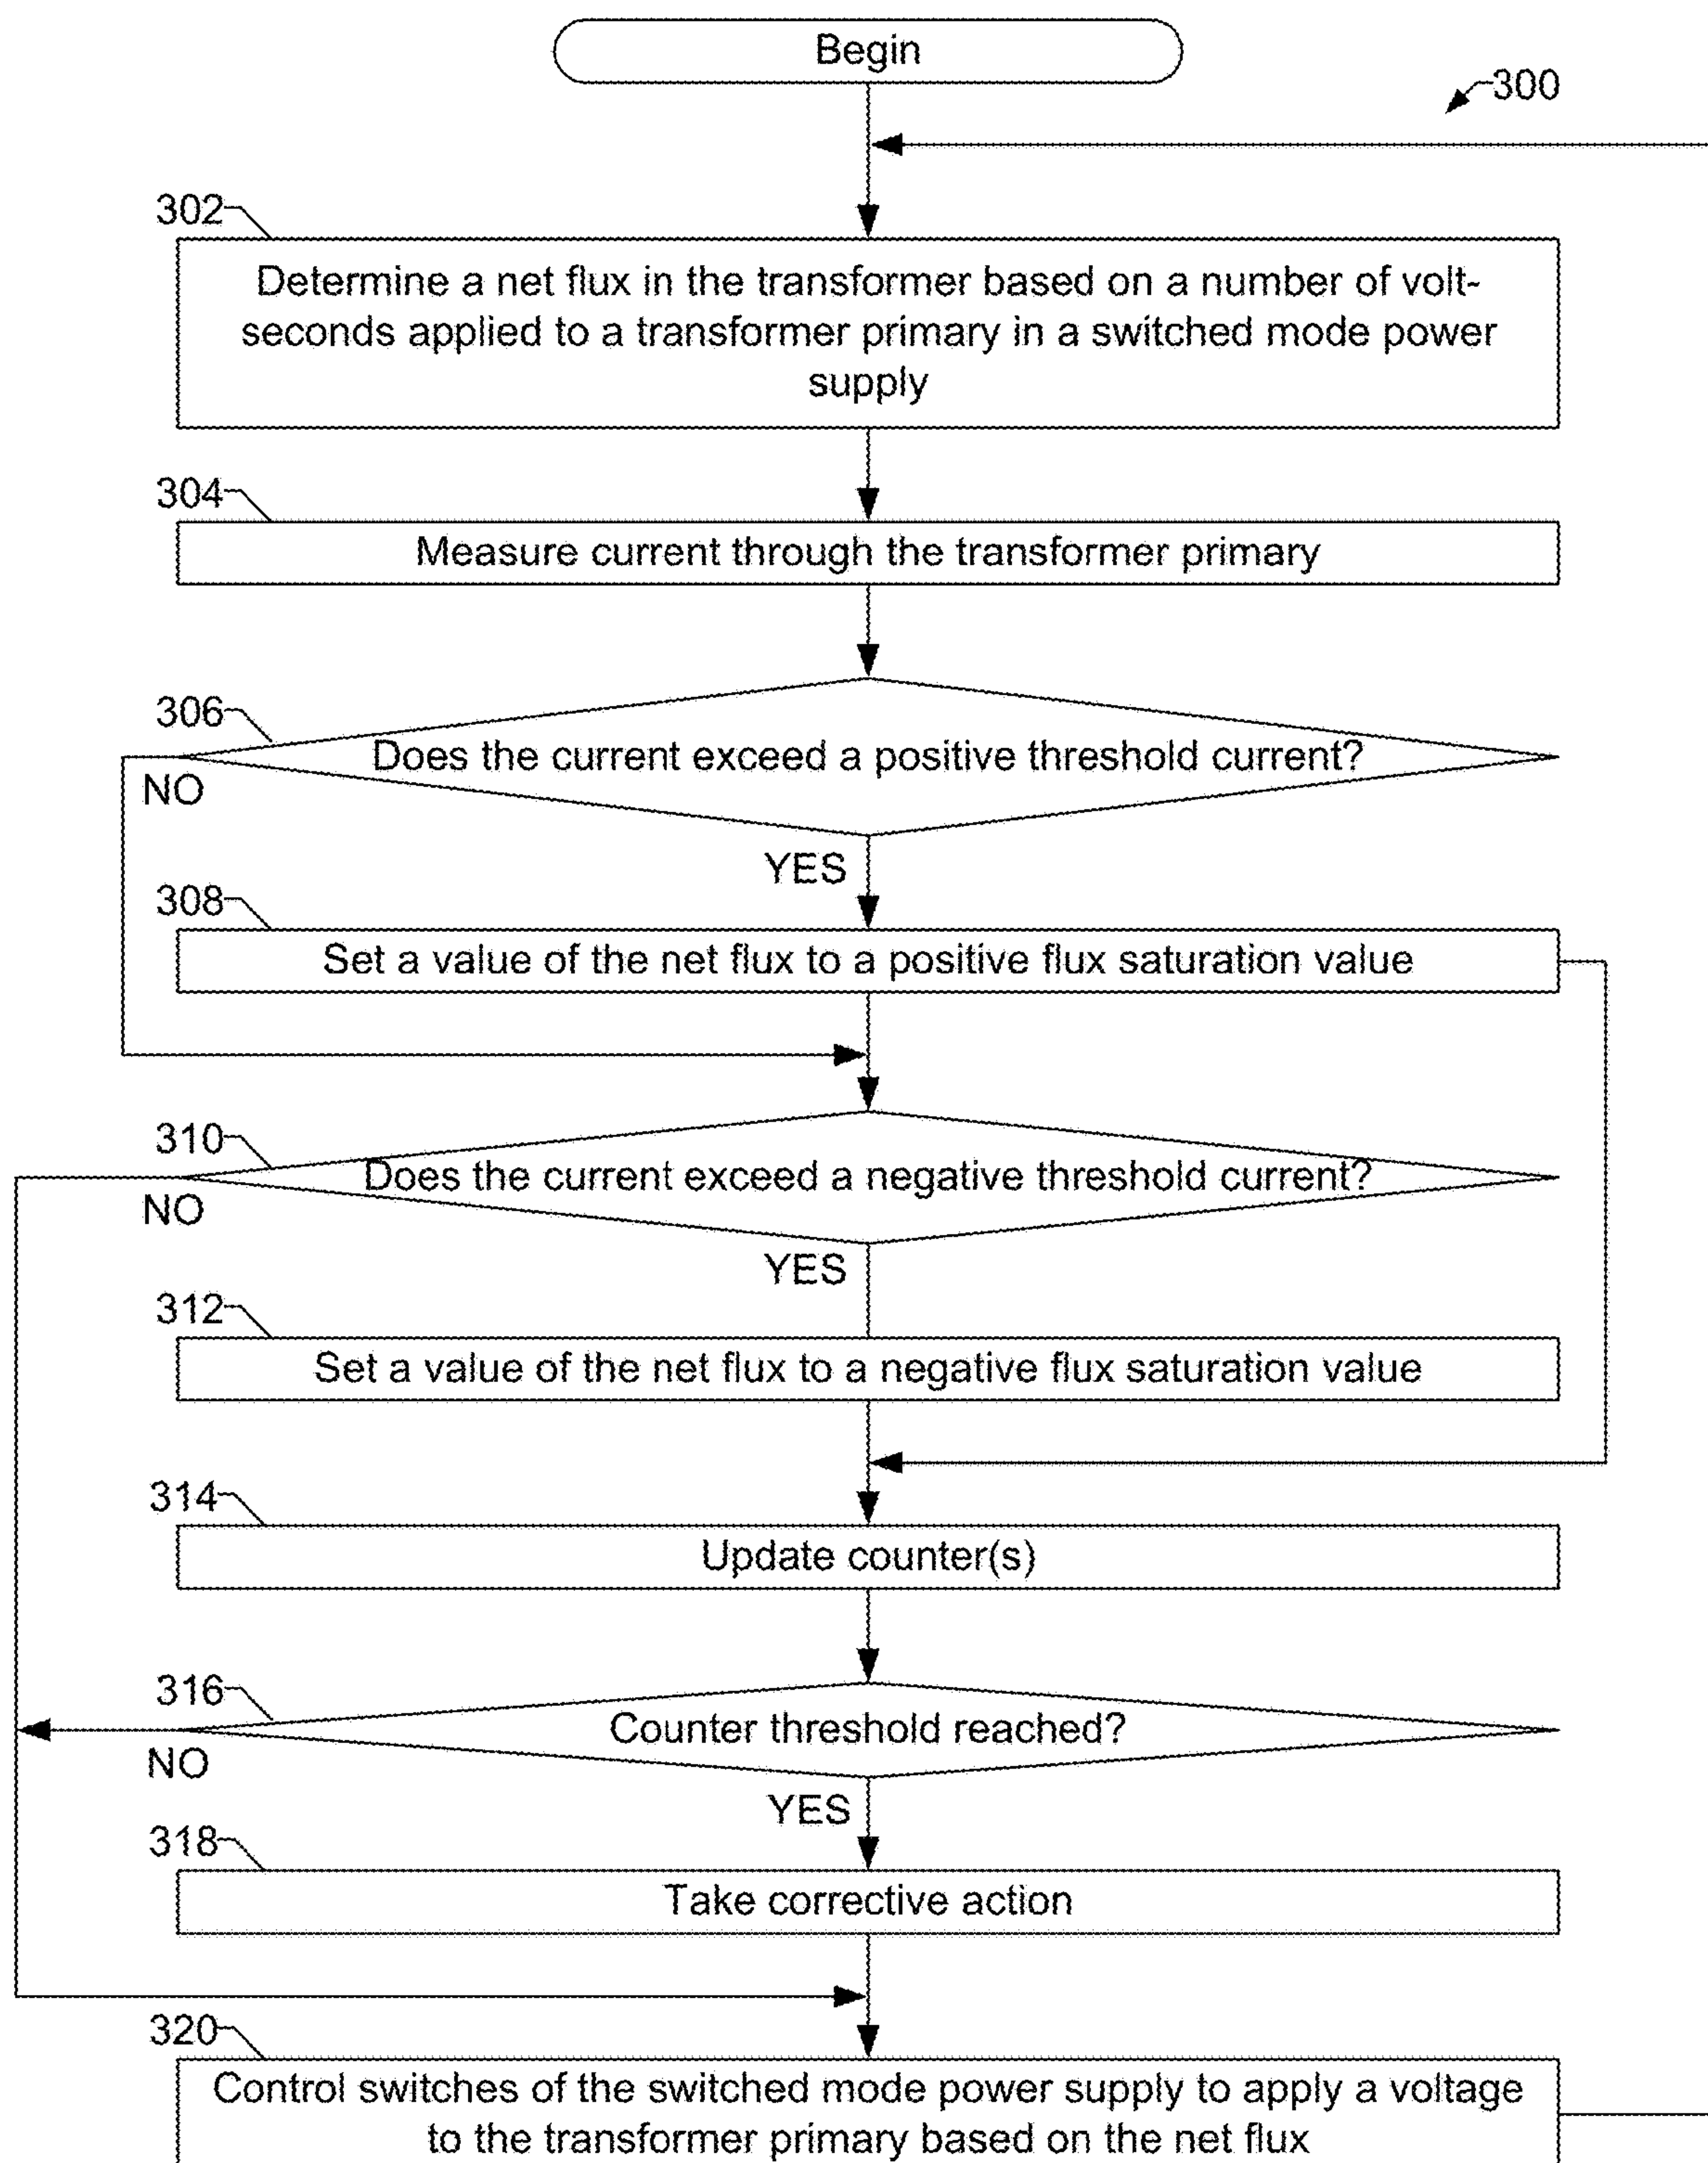 Begin
300
302
Determine a net flux in the transformer based on a number of volt-
seconds applied to a transformer primary in a switched mode power
supply
304
Measure current through the transformer primary
306
Does the current exceed a positive threshold current?
NO
YES
308
Set a value of the net flux to a positive flux saturation value
310
Does the current exceed a negative threshold current?
NO
YES
312
Set a value of the net flux to a negative flux saturation value
314
Update counter(s)
316
Counter threshold reached?
NO
YES
318
Take corrective action
320
Control switches of the switched mode power supply to apply a voltage
to the transformer primary based on the net flux